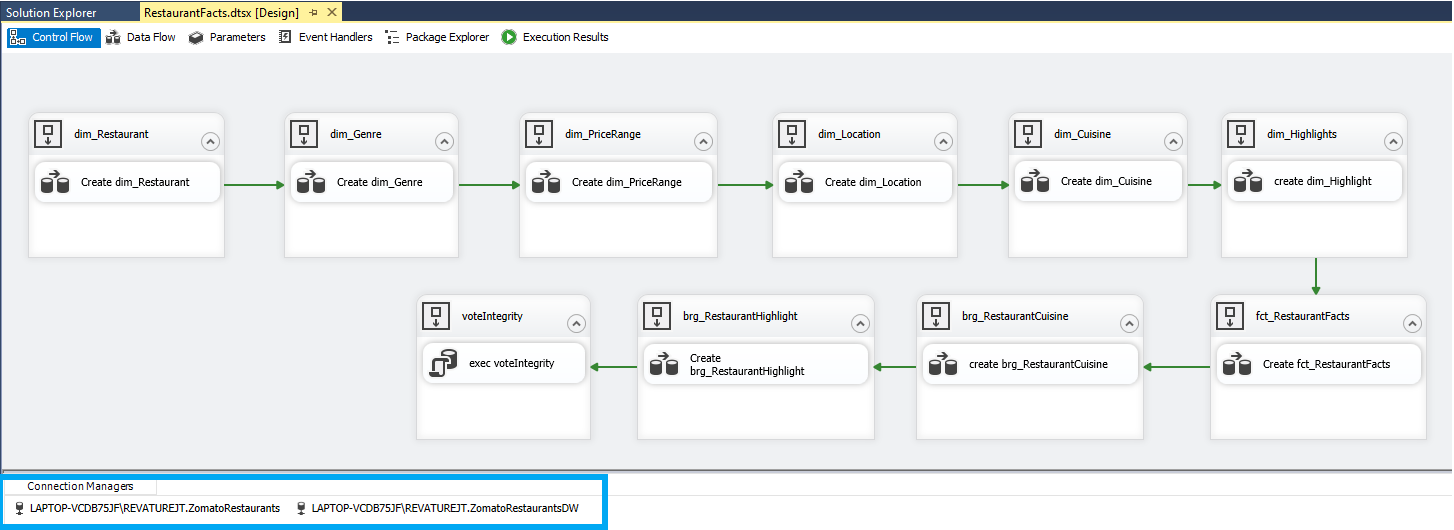 Solution Explorer
RestaurantFacts.dtsx [Design]
Control Flow
Data Flow
Parameters
Event Handlers
Package Explorer
Execution Results
dim_Restaurant
Create dim_Restaurant
dim_Genre
Create dim_Genre
dim_PriceRange
Create dim_PriceRange
dim_Location
Create dim_Location
dim_Cuisine
Create dim_Cuisine
dim_Highlights
create dim_Highlight
voteIntegrity
exec voteIntegrity
brg_RestaurantHighlight
Create
brg_RestaurantHighlight
brg_RestaurantCuisine
create brg_RestaurantCuisine
fct_RestaurantFacts
Create fct_RestaurantFacts
Connection Managers
LAPTOP-VCDB75JF\REVATUREJT.ZomatoRestaurants
LAPTOP-VCDB75JF\REVATUREJT.ZomatoRestaurantsDW